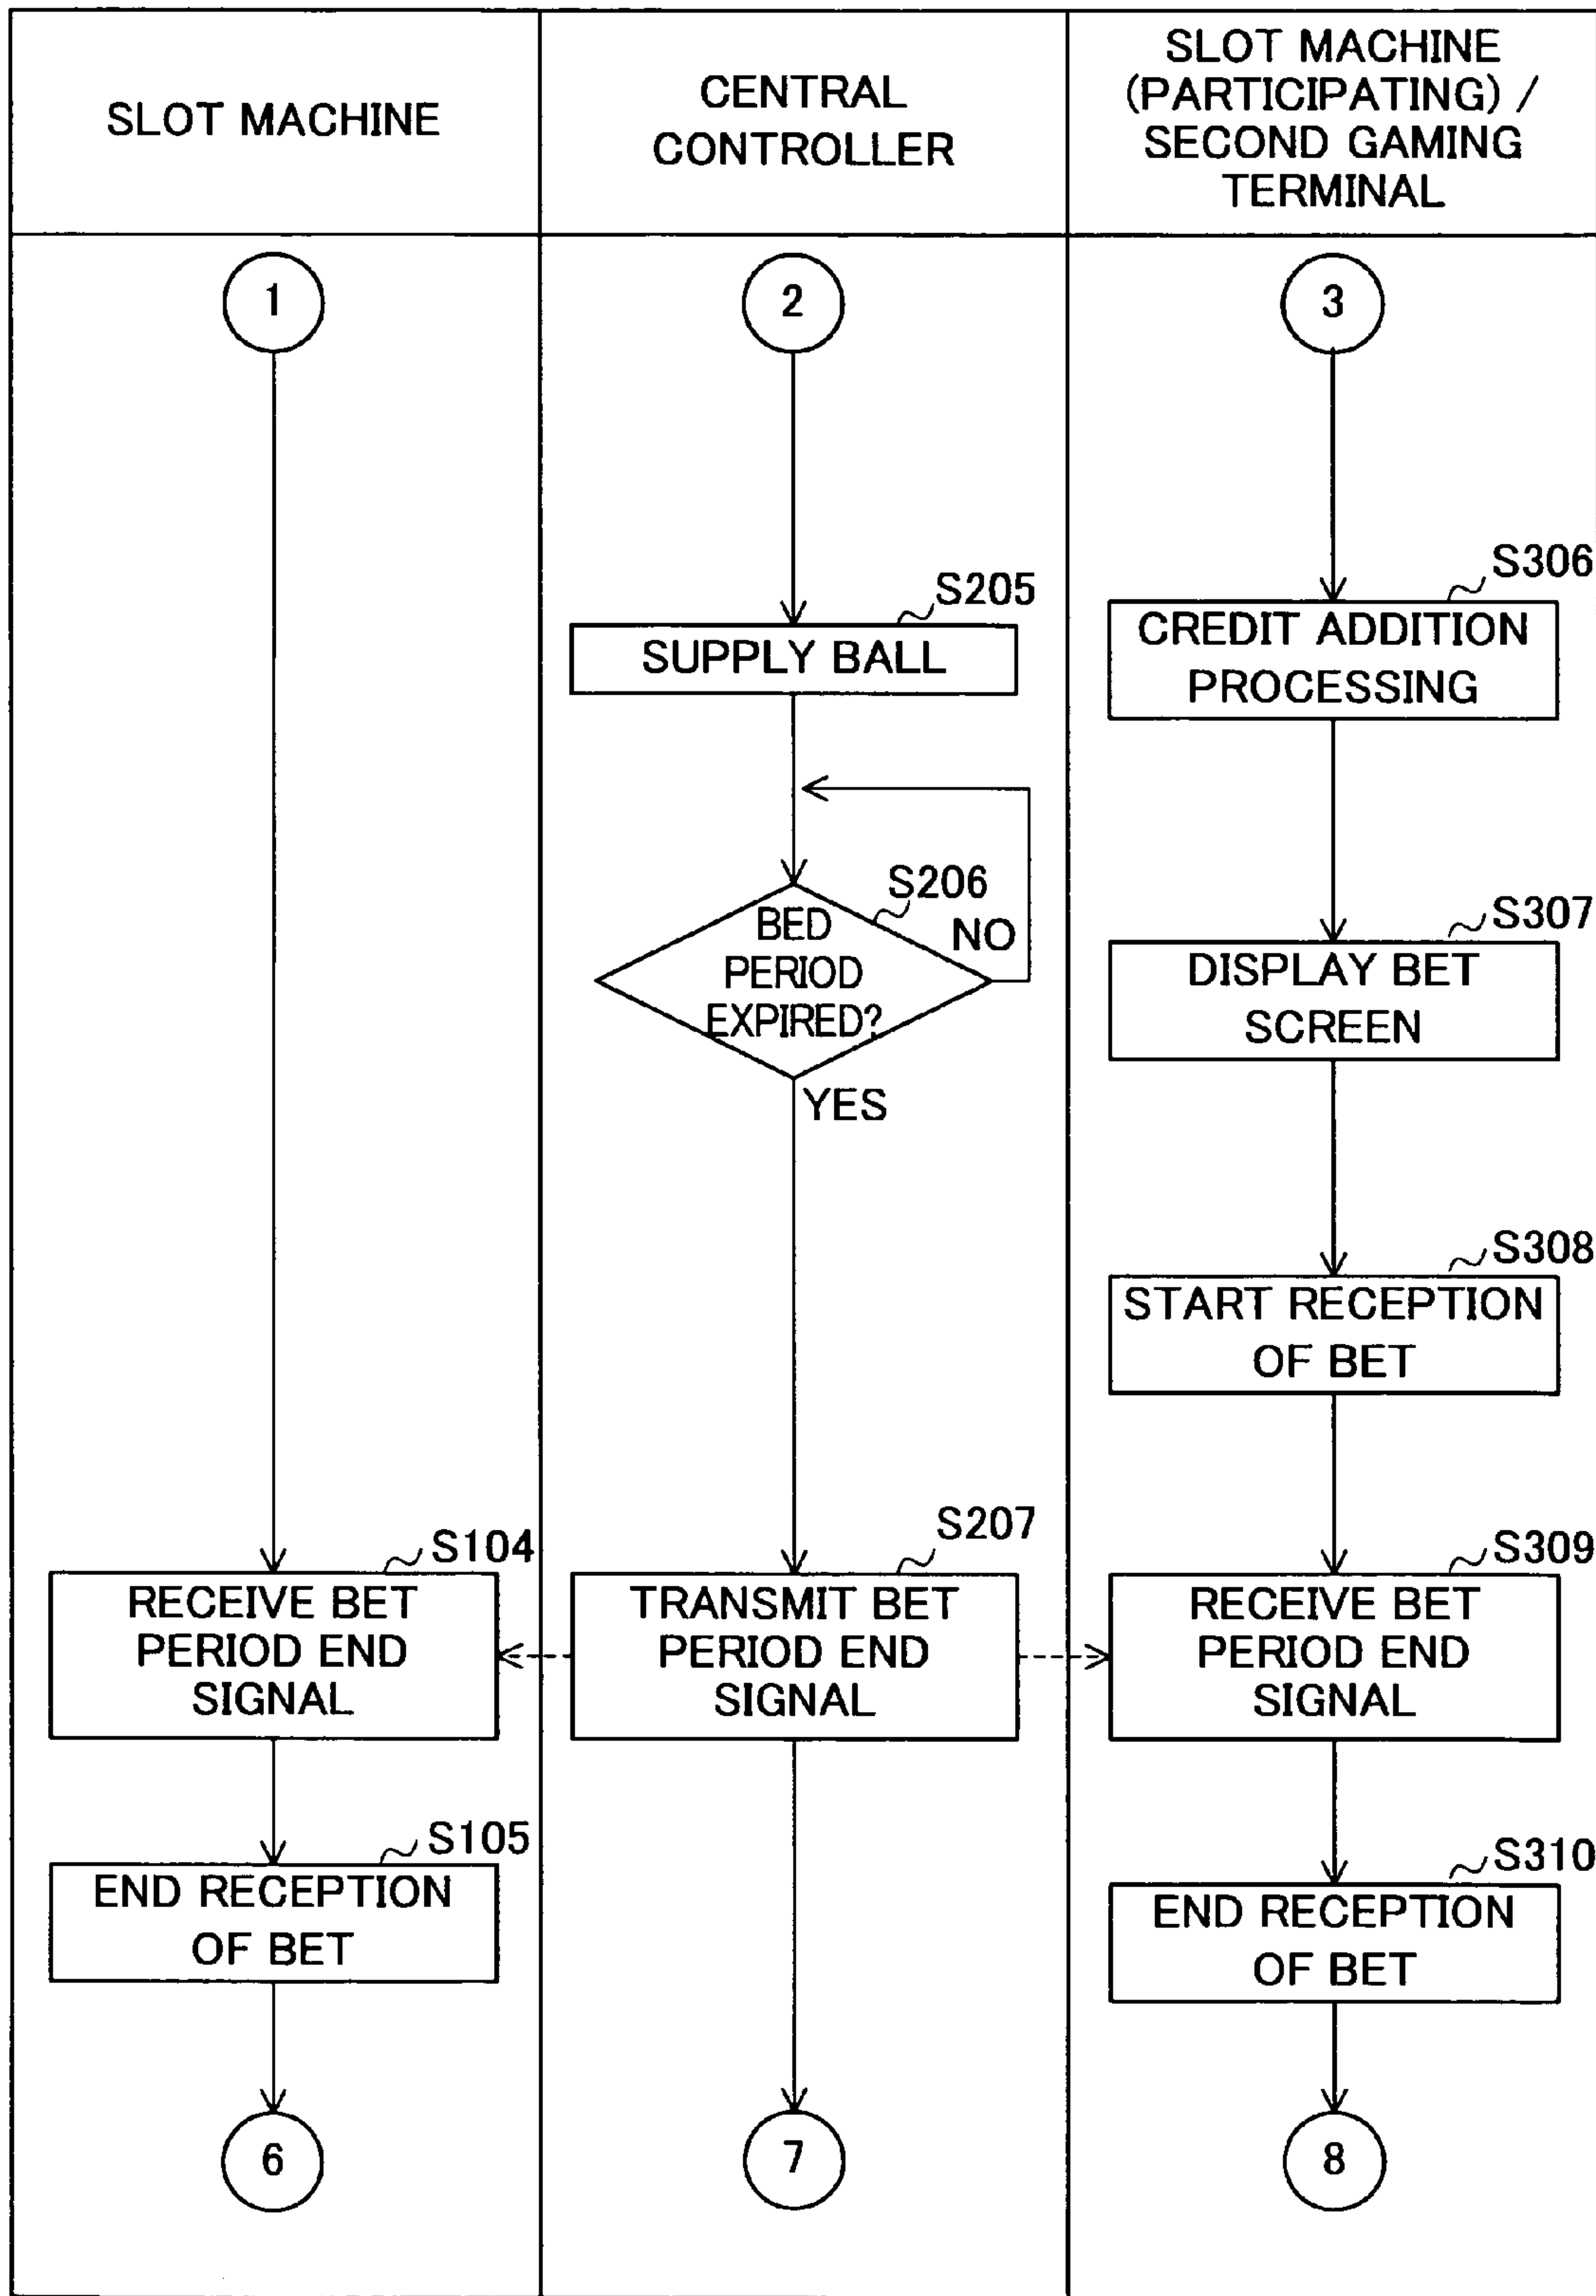 SLOT MACHINE
CENTRAL
CONTROLLER
SLOT MACHINE
(PARTICIPATING) /
SECOND GAMING
TERMINAL
1
2
3
S306
CREDIT ADDITION
PROCESSING
S205
SUPPLY BALL
S206
BED
PERIOD
EXPIRED?
NO
YES
S307
DISPLAY BET
SCREEN
S308
START RECEPTION
OF BET
S104
RECEIVE BET
PERIOD END
SIGNAL
S207
TRANSMIT BET
PERIOD END
SIGNAL
S309
RECEIVE BET
PERIOD END
SIGNAL
S105
END RECEPTION
OF BET
S310
END RECEPTION
OF BET
6
7
8